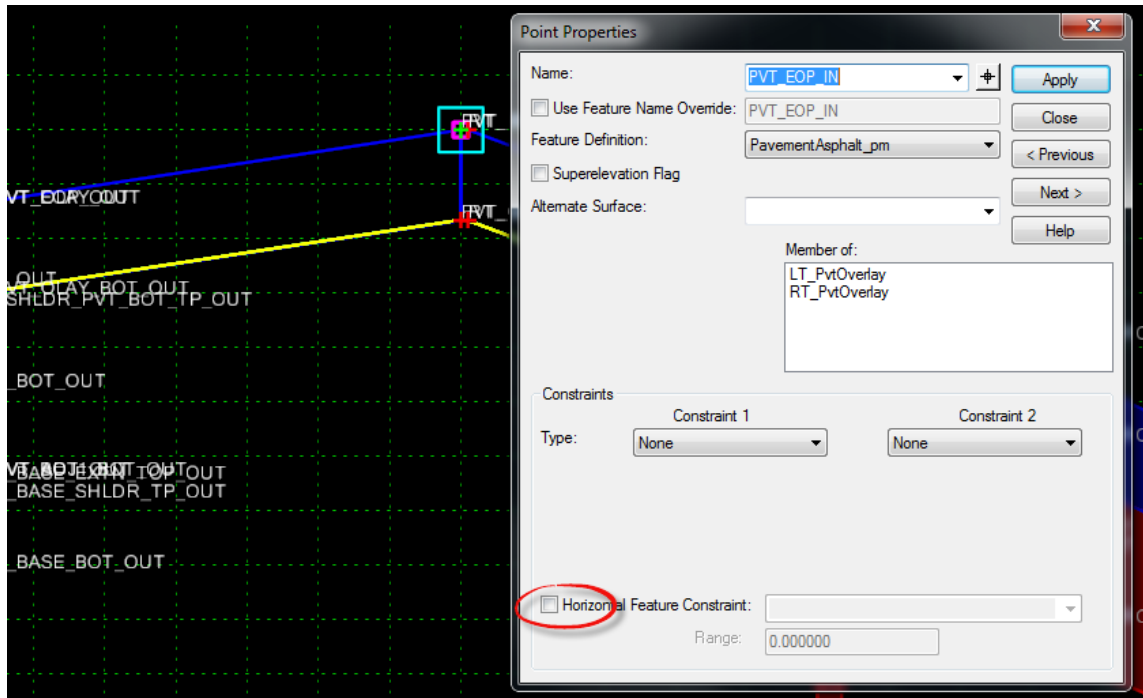 Point Properties
Name: PVT_EOP_IN
Apply
Use Feature Name Override: PVT_EOP_IN
Close
Feature Definition: PavementAsphalt_pm
< Previous
Superelevation Flag
Next >
Alternate Surface:
Help
Member of:
LT_PvtOverlay
RT_PvtOverlay
Constraints
Constraint 1 Constraint 2
Type: None None
Horizontal Feature Constraint:
Range: 0.000000
SHLDR_PVT_BOT_TP_OUT
_BOT_OUT
_BASE_SHLDR_TP_OUT
_BASE_BOT_OUT